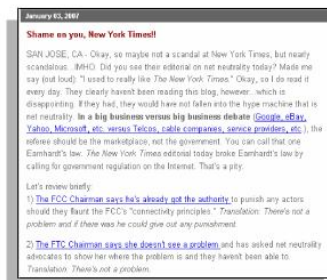 January 03, 2007
Shame on you, New York Times!!
SAN JOSE, CA - Okay, so maybe not a scandal at New York Times, but nearly
scandalous... IMHO. Did you see their editorial on net neutrality today? Made me
say (out loud): "I used to really like The New York Times." Okay, so I do read it
every day. They clearly haven't been reading this blog, however...which is
disappointing. If they had, they would have not fallen into the hype machine that is
net neutrality. In a big business versus big business debate (Google, eBay,
Yahoo, Microsoft, etc. versus Telcos, cable companies, service providers, etc.), the
referee should be the marketplace, not the government. You can call that one
Earnhardt's law. The New York Times editorial today broke Earnhardt's law by
calling for government regulation on the Internet. That's a pity.
Let's review briefly:
1) The FCC Chairman says he's already got the authority to punish any actors
should they flaunt the FCC's "connectivity principles." Translation: There's not a
problem and if there was he could give out any punishment.
2) The FTC Chairman says she doesn't see a problem and has asked net neutrality
advocates to show her where the problem is and they haven't been able to.
Translation: There's not a problem.